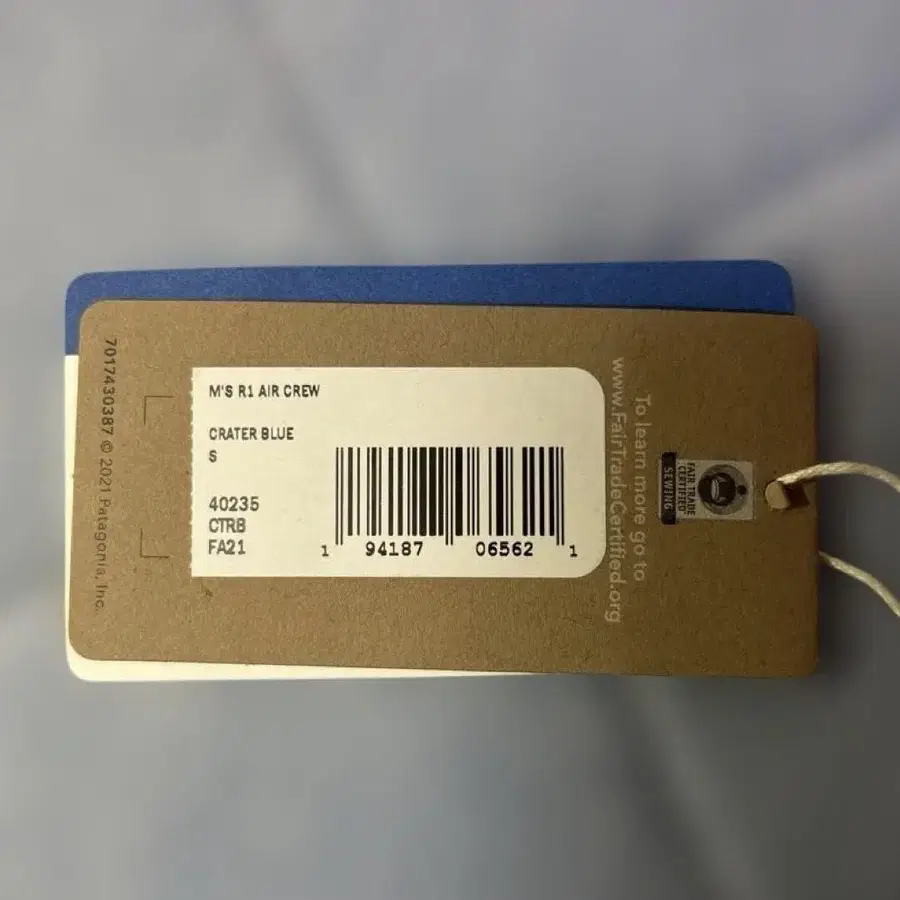 M'S R1 AIR CREW
CRATER BLUE
S
40235
CTRB
FA21
1 94187 06562 1
7017430387 © 2021 Patagonia, Inc.
To learn more go to
www.FairTradeCertified.org
FAIR TRADE
CERTIFIED
SEWING